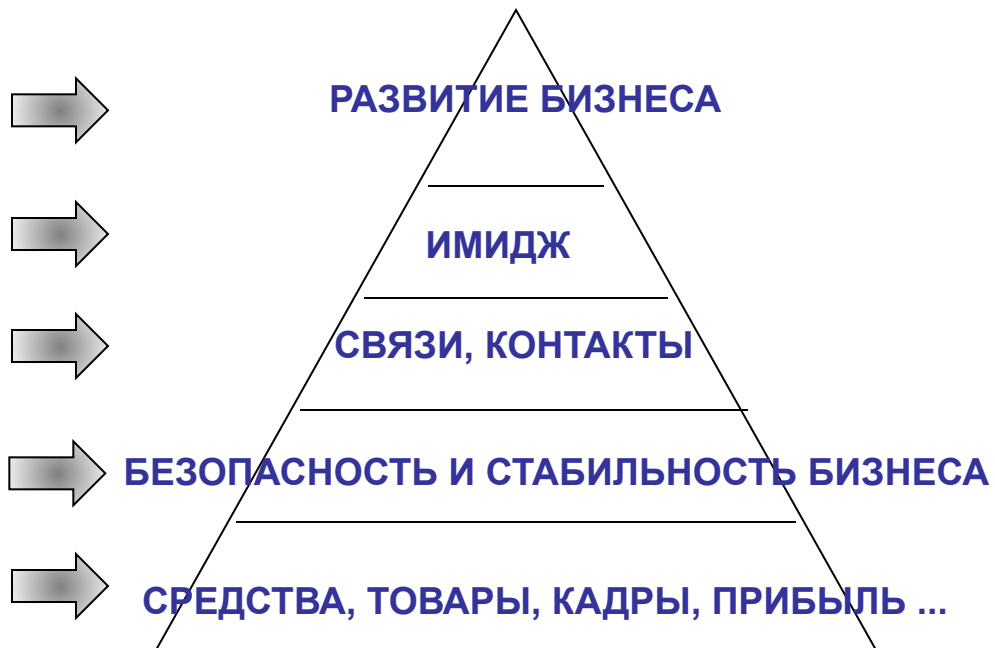 РАЗВИТИЕ БИЗНЕСА
ИМИДЖ
СВЯЗИ, КОНТАКТЫ
БЕЗОПАСНОСТЬ И СТАБИЛЬНОСТЬ БИЗНЕСА
СРЕДСТВА, ТОВАРЫ, КАДРЫ, ПРИБЫЛЬ ...